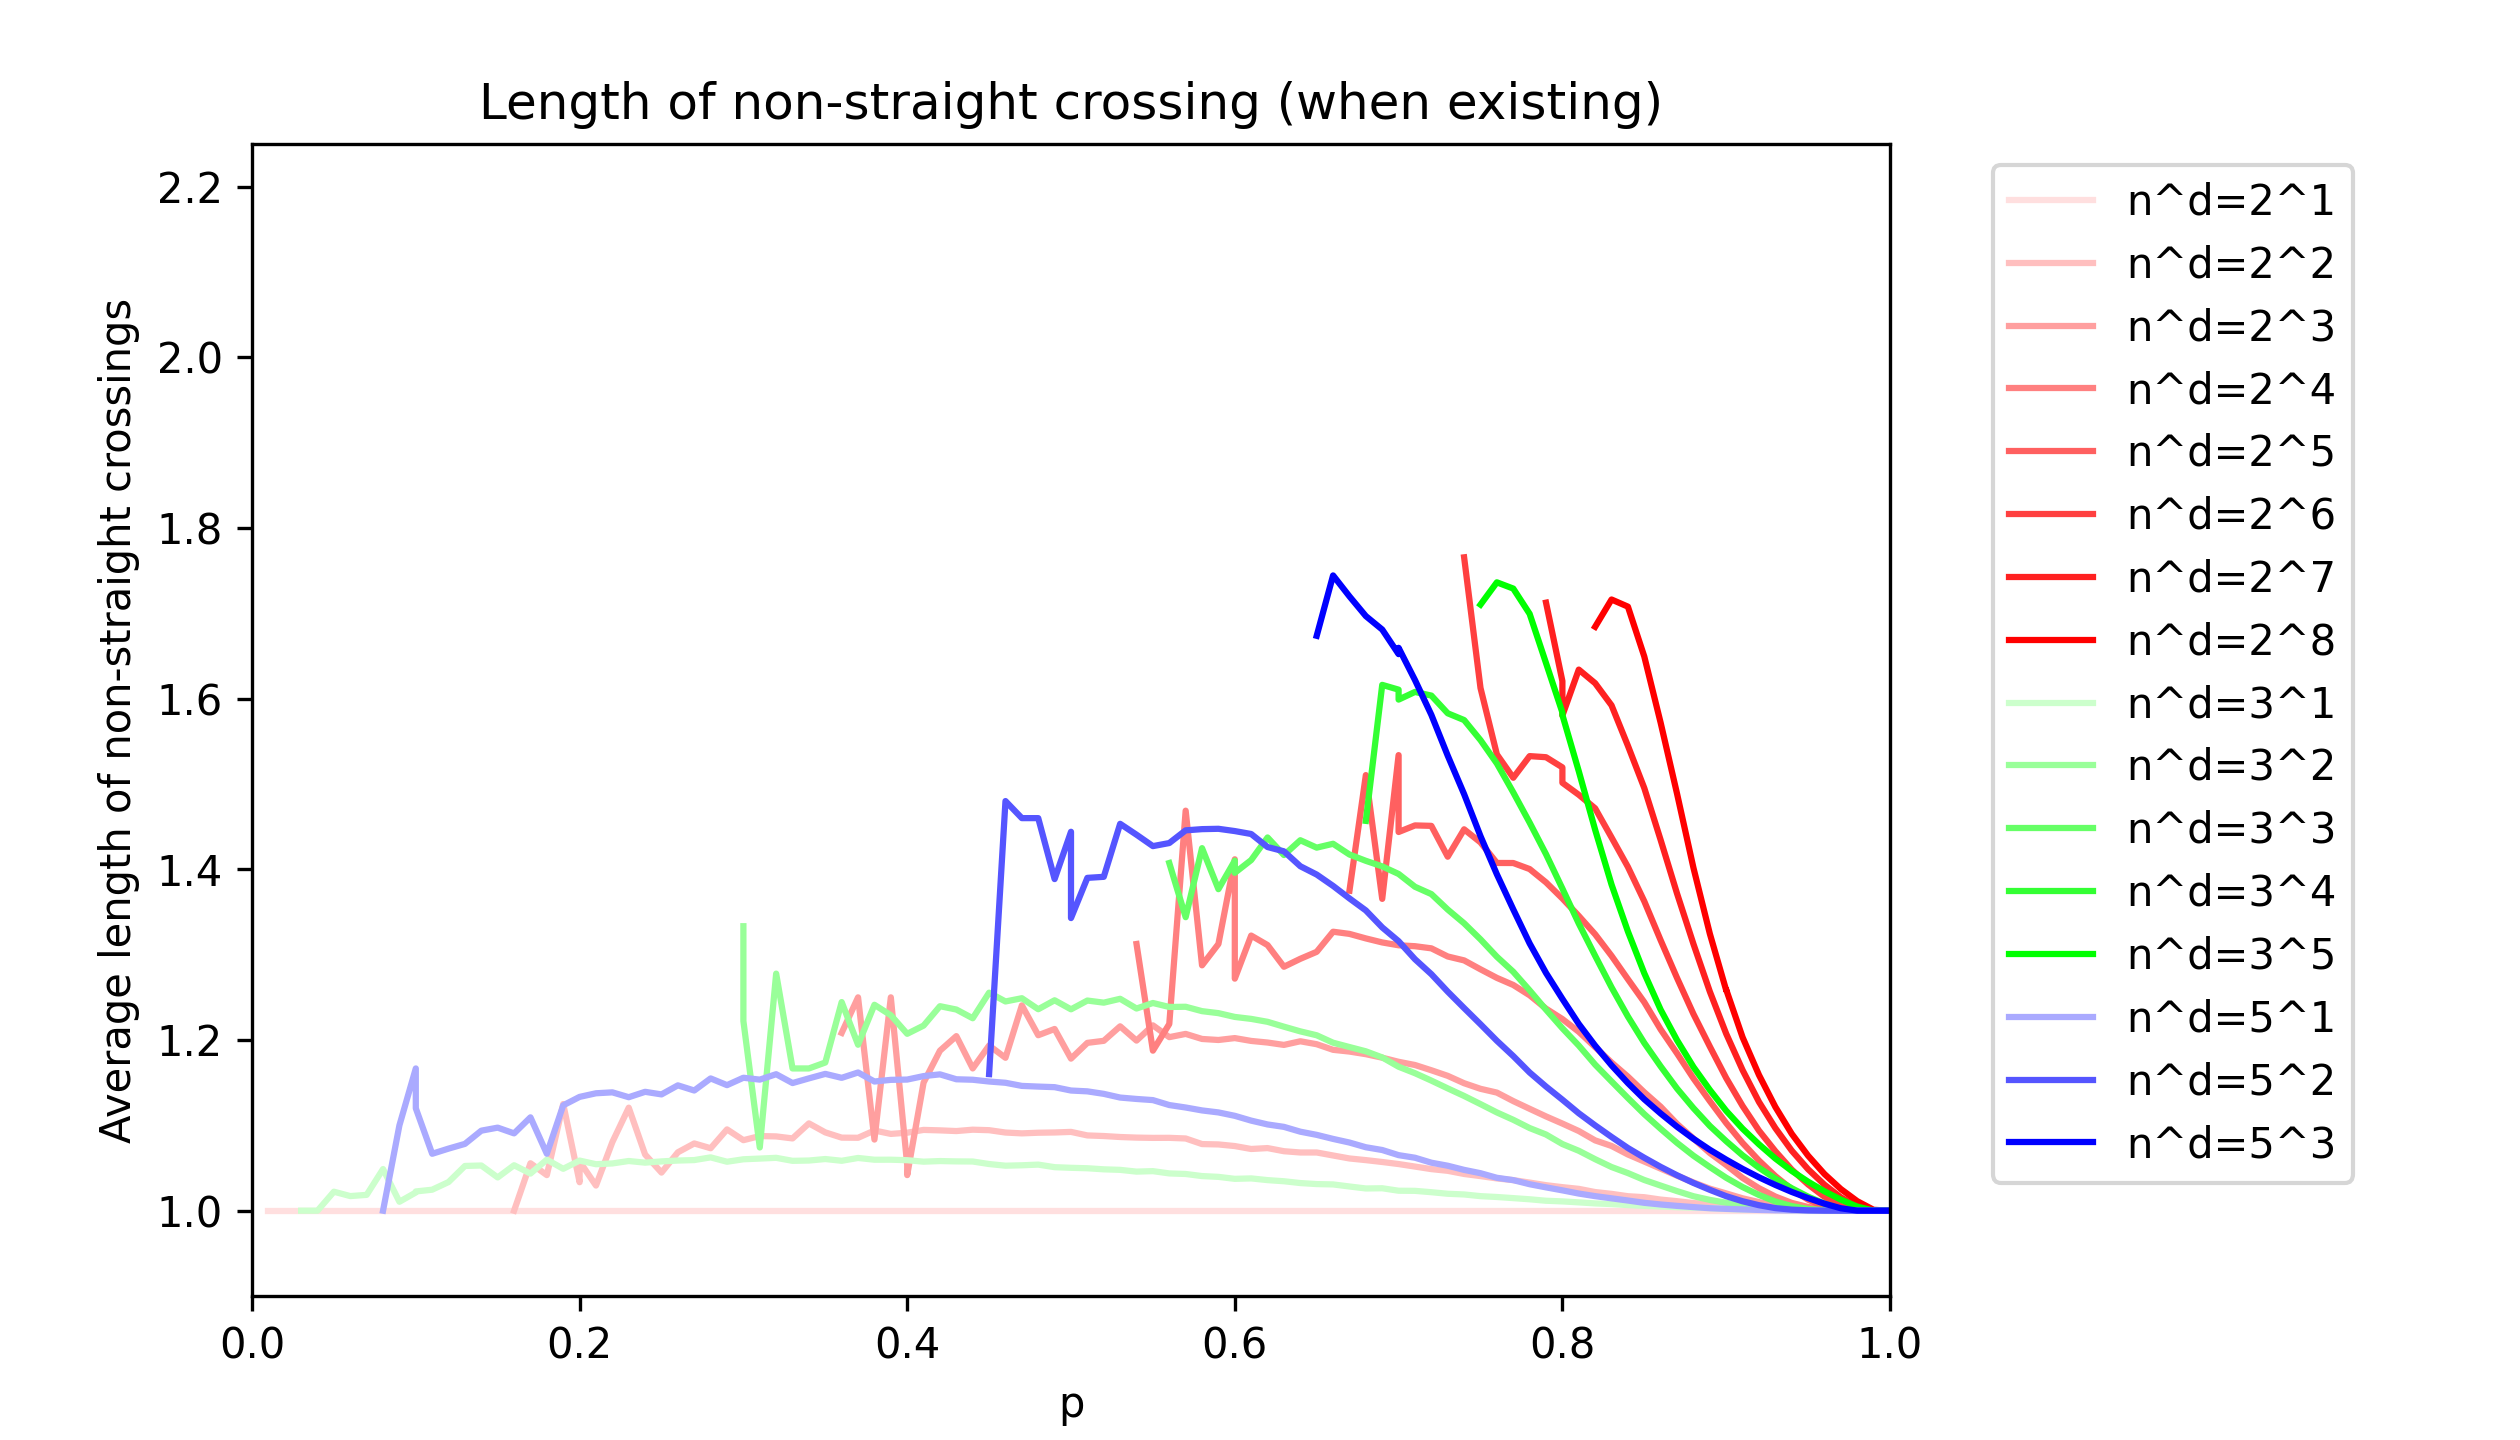 Length of non-straight crossing (when existing)
Average length of non-straight crossings
2.2
2.0
1.8
1.6
1.4
1.2
1.0
0.0
0.2
0.4
0.6
0.8
1.0
p
n^d=2^1
n^d=2^2
n^d=2^3
n^d=2^4
n^d=2^5
n^d=2^6
n^d=2^7
n^d=2^8
n^d=3^1
n^d=3^2
n^d=3^3
n^d=3^4
n^d=3^5
n^d=5^1
n^d=5^2
n^d=5^3